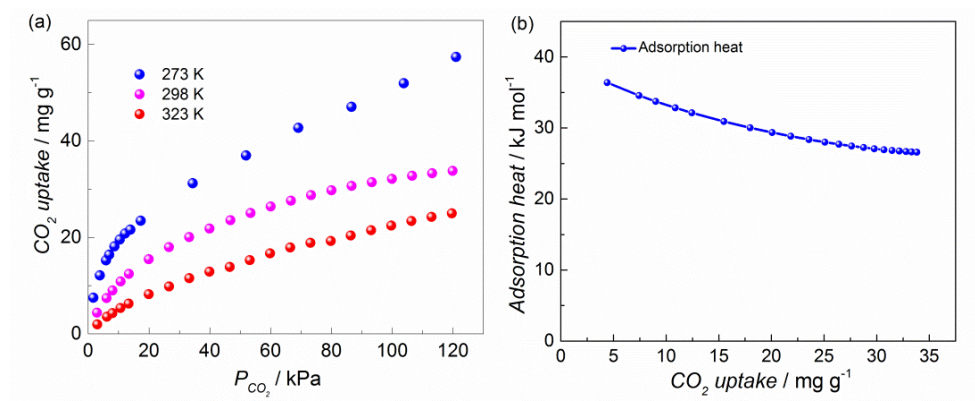 (a)
CO₂ uptake / mg g⁻¹
60
40
20
0
273 K
298 K
323 K
0 20 40 60 80 100 120
P_CO₂ / kPa
(b)
Adsorption heat / kJ mol⁻¹
40
30
20
10
0
Adsorption heat
0 5 10 15 20 25 30 35
CO₂ uptake / mg g⁻¹